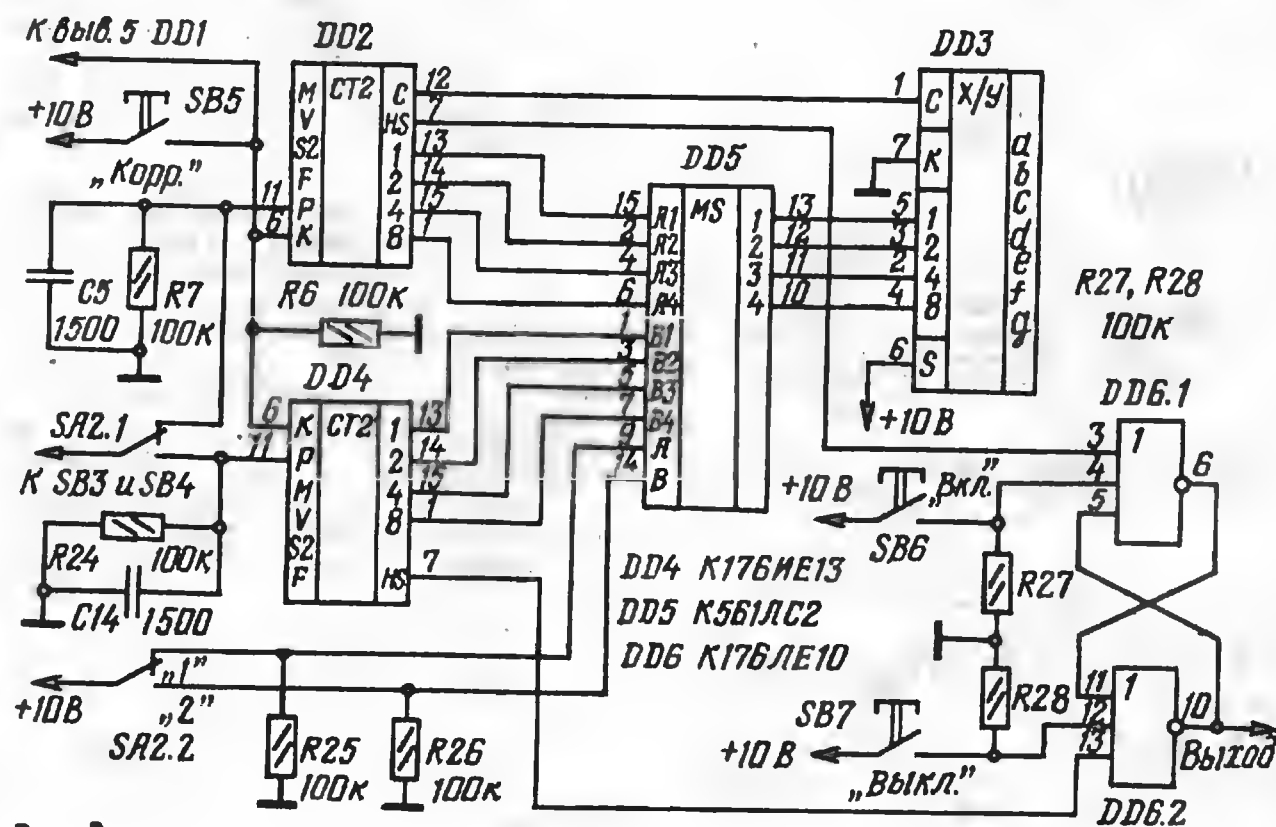 К выв. 5 DD1
+10В
SB5
„Корр."
DD2
M
V
S2
F
P
K
CT2
C
HS
1
2
4
8
11
6
12
7
13
14
15
1
C5
1500
R7
100к
R6 100к
DD3
1
7
5
3
2
4
6
C
K
1
2
4
8
S
X/Y
a
b
c
d
e
f
g
+10В
DD5
15
2
4
6
1
3
5
7
9
14
A1
A2
A3
A4
B1
B2
B3
B4
A
B
MS
1
2
3
4
13
12
11
10
R27, R28
100к
DD4
6
11
K
P
M
V
S2
F
CT2
1
2
4
8
HS
13
14
15
1
7
SA2.1
К SB3 и SB4
R24
100к
C14
1500
+10В
„1"
„2"
SA2.2
R25
100к
R26
100к
DD4 К176ИЕ13
DD5 К561ЛС2
DD6 К176ЛЕ10
DD6.1
3
4
5
1
6
+10В
„Вкл."
SB6
R27
R28
SB7
+10В
„Выкл."
11
12
13
1
10
Выход
DD6.2